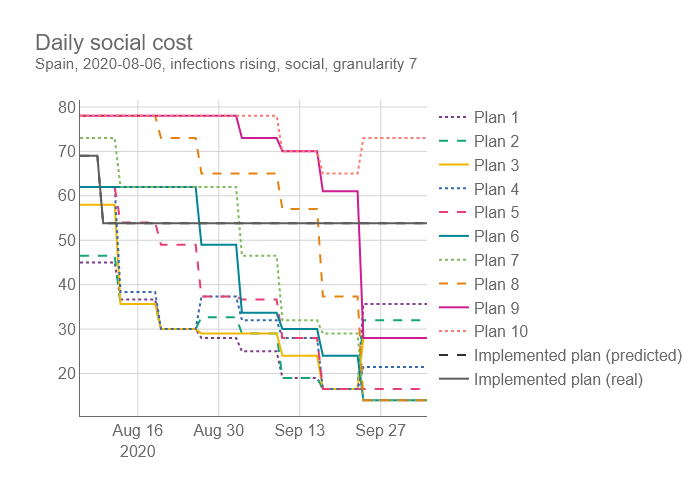 Daily social cost
Spain, 2020-08-06, infections rising, social, granularity 7
80
70
60
50
40
30
20
Aug 16
2020
Aug 30
Sep 13
Sep 27
Plan 1
Plan 2
Plan 3
Plan 4
Plan 5
Plan 6
Plan 7
Plan 8
Plan 9
Plan 10
Implemented plan (predicted)
Implemented plan (real)